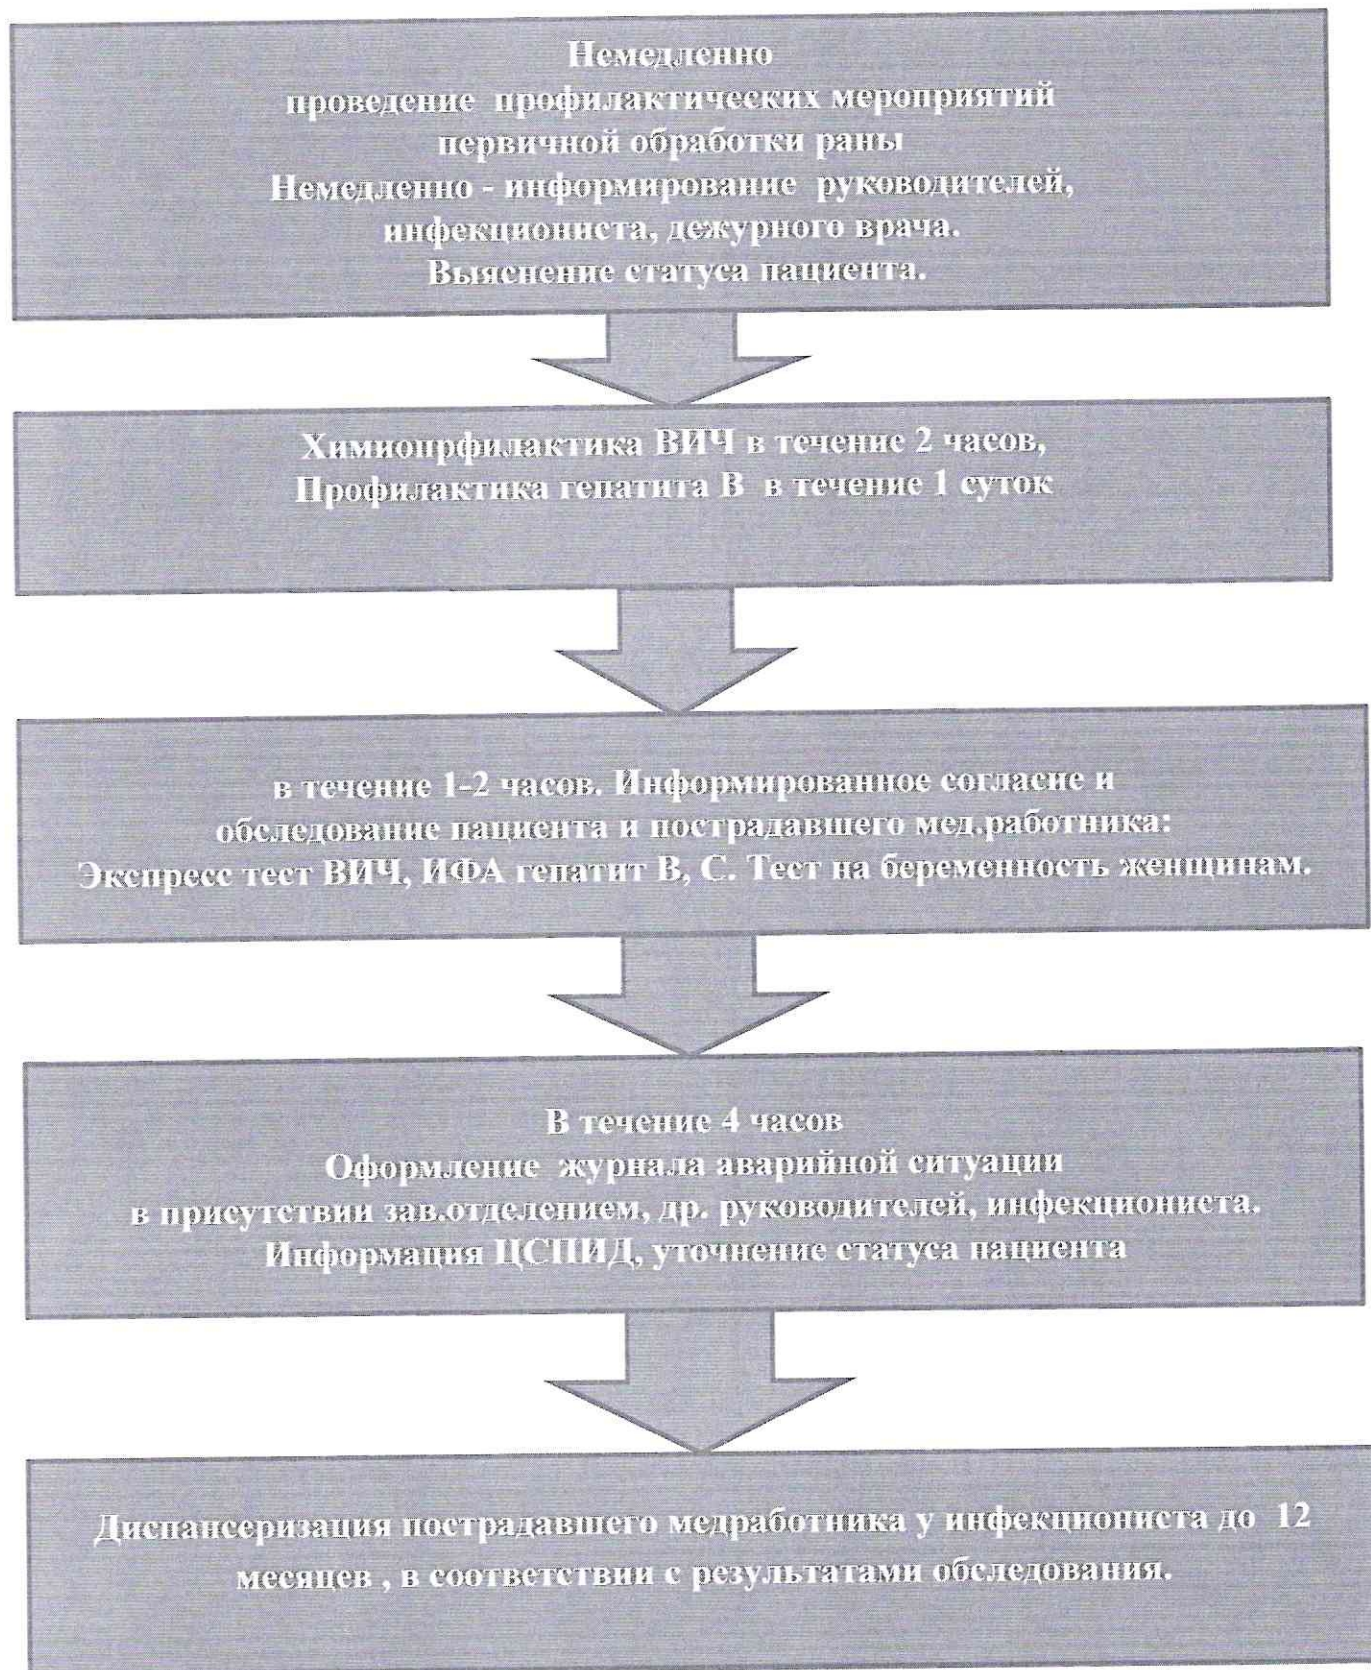 Немедленно
проведение профилактических мероприятий
первичной обработки раны
Немедленно - информирование руководителей,
инфекциониста, дежурного врача.
Выяснение статуса пациента.
Химиопрфилактика ВИЧ в течение 2 часов,
Профилактика гепатита В в течение 1 суток
в течение 1-2 часов. Информированное согласие и
обследование пациента и пострадавшего мед.работника:
Экспресс тест ВИЧ, ИФА гепатит В, С. Тест на беременность женщинам.
В течение 4 часов
Оформление журнала аварийной ситуации
в присутствии зав.отделением, др. руководителей, инфекциониста.
Информация ЦСПИД, уточнение статуса пациента
Диспансеризация пострадавшего медработника у инфекциониста до 12
месяцев , в соответствии с результатами обследования.